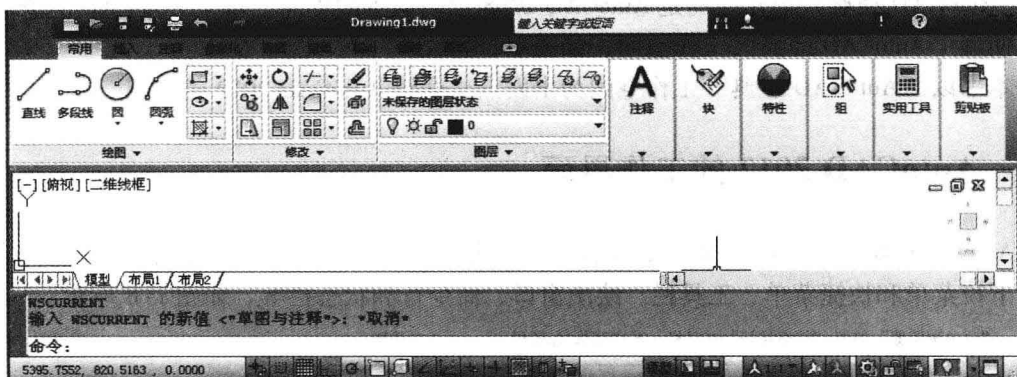 Drawing1.dwg
键入关键字或短语
常用
直线 多段线 圆 圆弧
未保存的图层状态
0
注释 块 特性 组 实用工具 剪贴板
绘图 修改 图层
[-][俯视][二维线框]
模型 布局1 布局2
WSCURRENT
输入 WSCURRENT 的新值 <"草图与注释">: *取消*
命令:
5395.7552, 820.5163 , 0.0000